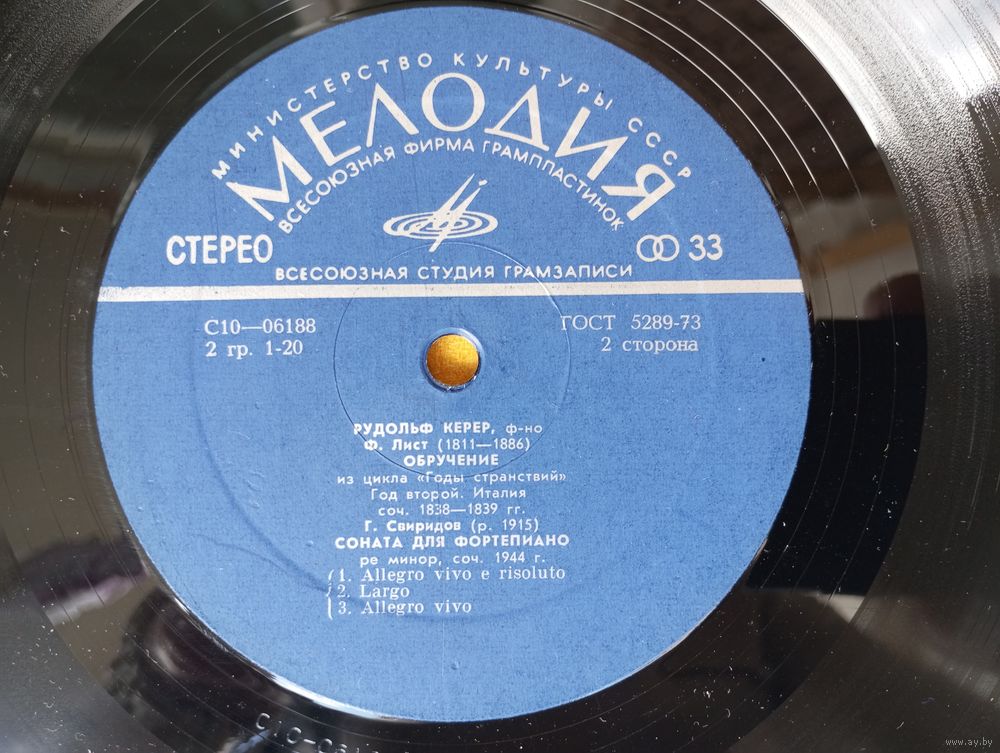 МИНИСТЕРСТВО КУЛЬТУРЫ СССР
МЕЛОДИЯ
ВСЕСОЮЗНАЯ ФИРМА ГРАМПЛАСТИНОК
СТЕРЕО
33
ВСЕСОЮЗНАЯ СТУДИЯ ГРАМЗАПИСИ
С10—06188
ГОСТ 5289-73
2 гр. 1-20
2 сторона
РУДОЛЬФ КЕРЕР, ф-но
Ф. Лист (1811—1886)
ОБРУЧЕНИЕ
из цикла «Годы странствий»
Год второй. Италия
соч. 1838—1839 гг.
Г. Свиридов (р. 1915)
СОНАТА ДЛЯ ФОРТЕПИАНО
ре минор, соч. 1944 г.
1. Allegro vivo e risoluto
2. Largo
3. Allegro vivo
www.ay.by